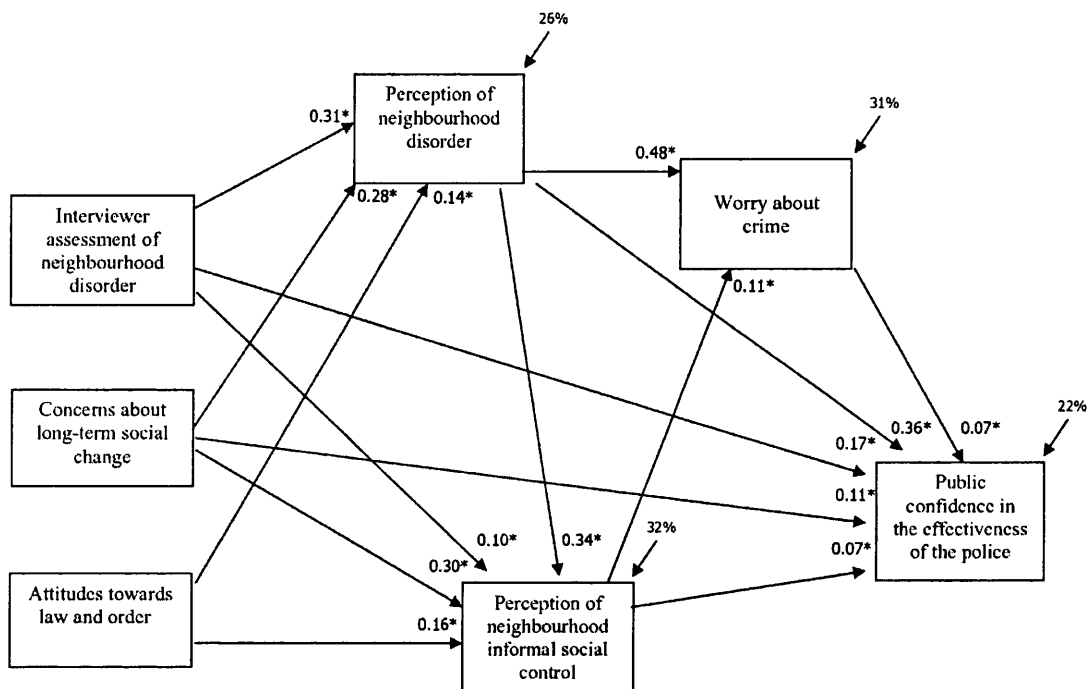 26%
Perception of
neighbourhood
disorder
31%
0.31*
0.48*
0.28*
0.14*
Worry about
crime
Interviewer
assessment of
neighbourhood
disorder
0.11*
Concerns about
long-term social
change
22%
0.36*
0.07*
0.17*
0.11*
Public
confidence in
the effectiveness
of the police
0.10*
0.34*
32%
0.07*
0.30*
Attitudes towards
law and order
0.16*
Perception of
neighbourhood
informal social
control